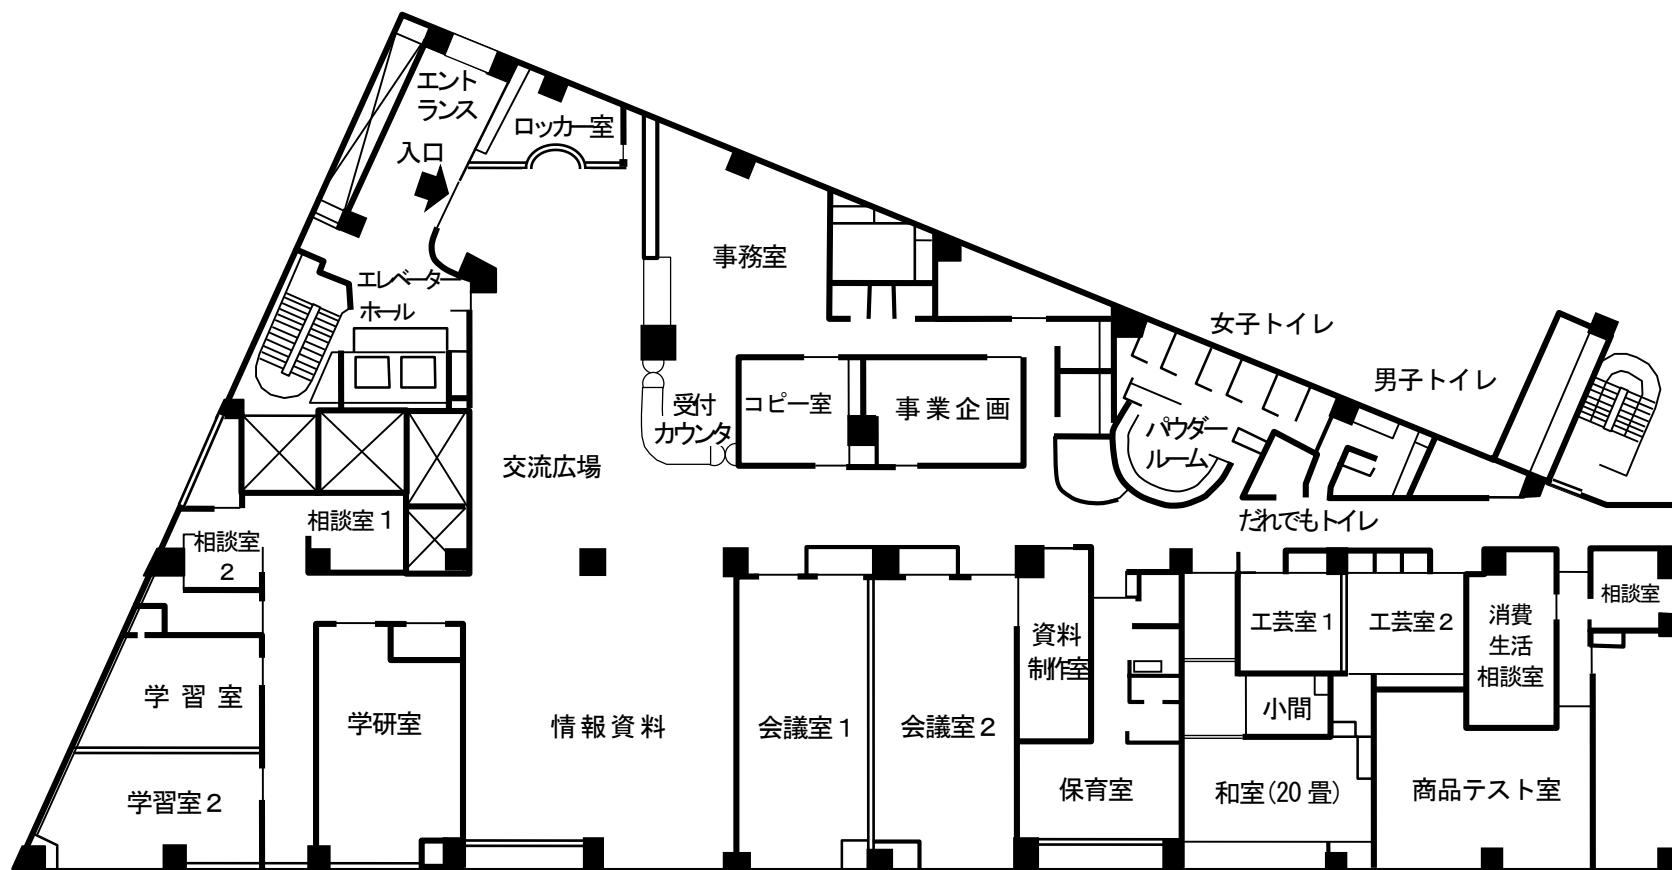 エント
ランス
ロッカー室
入口
事務室
エレベータ
ホール
女子トイレ
男子トイレ
受付
カウンタ
コピー室
事業企画
パウダー
ルーム
交流広場
相談室1
だれでもトイレ
相談室
2
相談室
工芸室1
工芸室2
消費
生活
相談室
資料
制作室
学習室
学研室
情報資料
会議室1
会議室2
小間
学習室2
保育室
和室(20畳)
商品テスト室